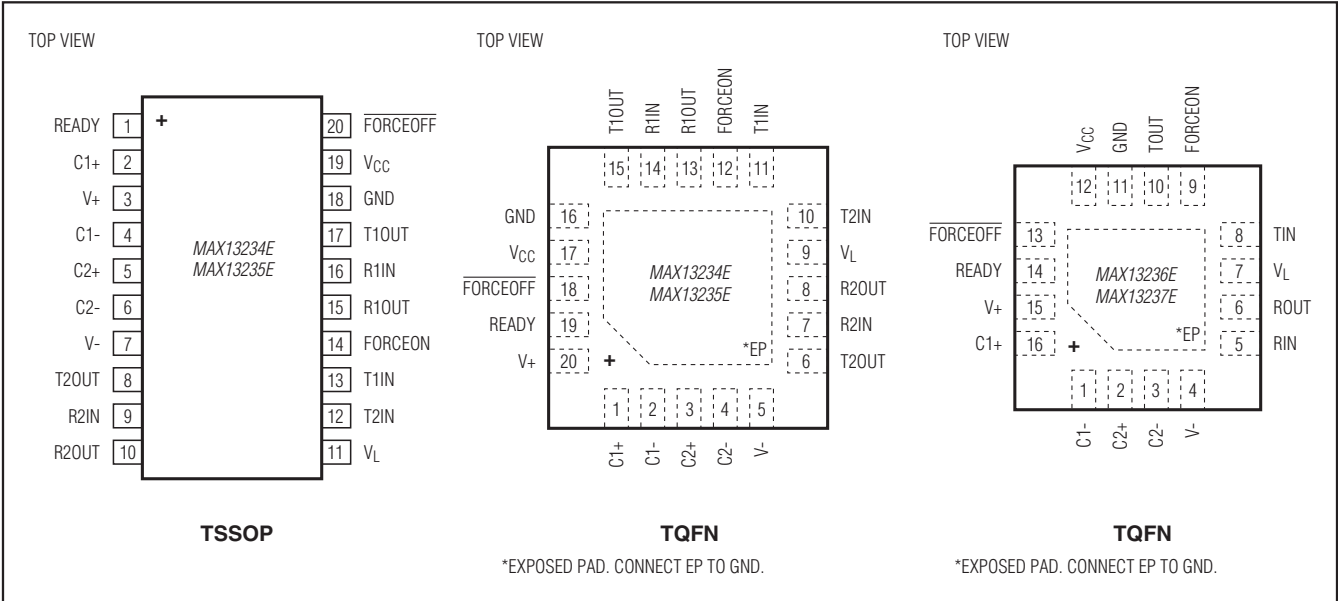 TOP VIEW
READY 1
C1+ 2
V+ 3
C1- 4
C2+ 5
C2- 6
V- 7
T2OUT 8
R2IN 9
R2OUT 10
+
MAX13234E
MAX13235E
20 FORCEOFF
19 VCC
18 GND
17 T1OUT
16 R1IN
15 R1OUT
14 FORCEON
13 T1IN
12 T2IN
11 VL
TSSOP
TOP VIEW
T1OUT R1IN R1OUT FORCEON T1IN
15 14 13 12 11
GND 16
VCC 17
FORCEOFF 18
READY 19
V+ 20
MAX13234E
MAX13235E
*EP
+
10 T2IN
9 VL
8 R2OUT
7 R2IN
6 T2OUT
1 2 3 4 5
C1+ C1- C2+ C2- V-
TQFN
*EXPOSED PAD. CONNECT EP TO GND.
TOP VIEW
VCC GND TOUT FORCEON
12 11 10 9
FORCEOFF 13
READY 14
V+ 15
C1+ 16
MAX13236E
MAX13237E
*EP
+
8 TIN
7 VL
6 ROUT
5 RIN
1 2 3 4
C1- C2+ C2- V-
TQFN
*EXPOSED PAD. CONNECT EP TO GND.